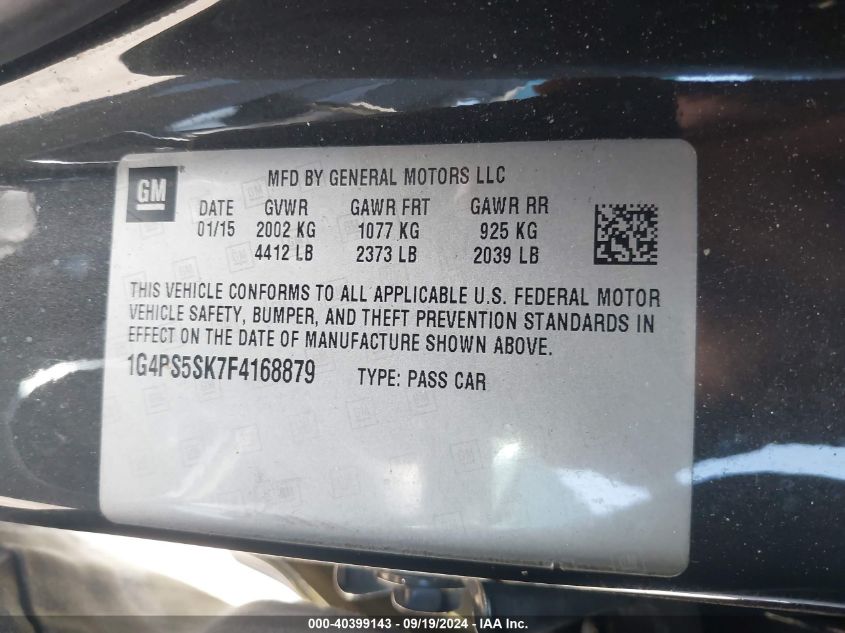 GM
MFD BY GENERAL MOTORS LLC
DATE GVWR GAWR FRT GAWR RR
01/15 2002 KG 1077 KG 925 KG
4412 LB 2373 LB 2039 LB
THIS VEHICLE CONFORMS TO ALL APPLICABLE U.S. FEDERAL MOTOR
VEHICLE SAFETY, BUMPER, AND THEFT PREVENTION STANDARDS IN
EFFECT ON THE DATE OF MANUFACTURE SHOWN ABOVE.
1G4PS5SK7F4168879 TYPE: PASS CAR
000-40399143 - 09/19/2024 - IAA Inc.